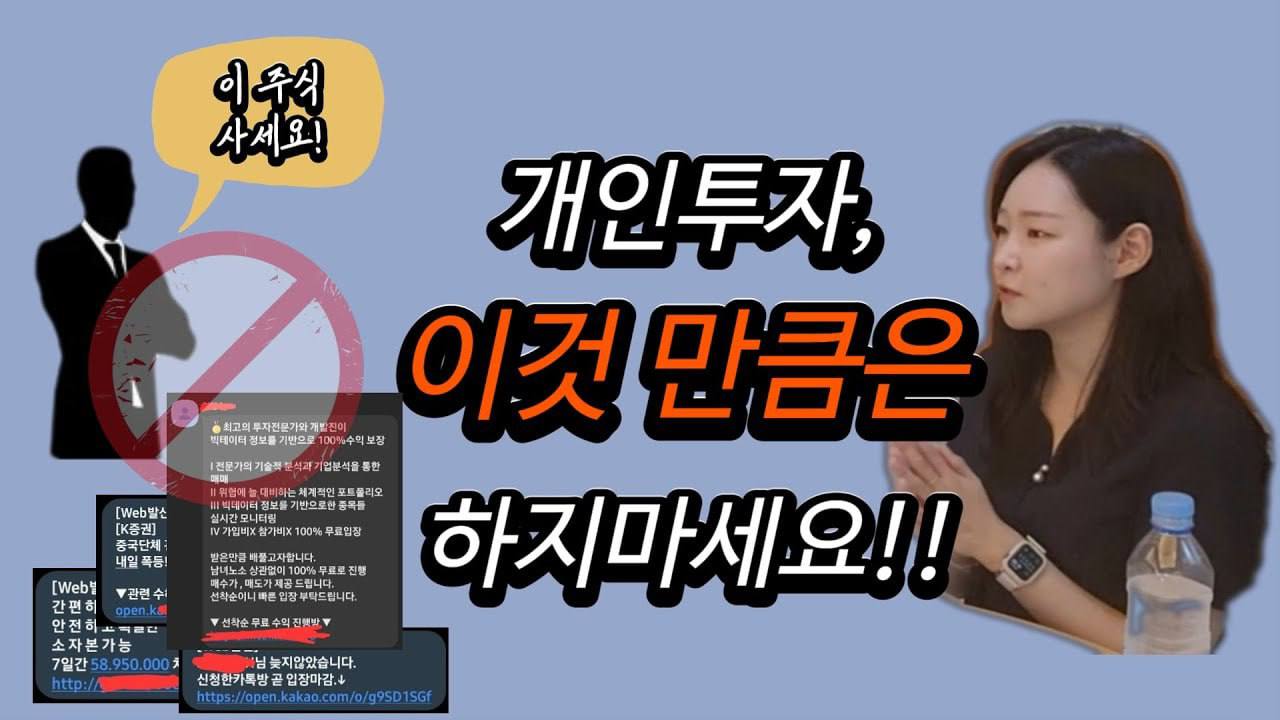 이 주식
사세요!
개인투자,
이것 만큼은
하지마세요!!
최고의 투자전문가와 개발진이
빅테이터 정보를 기반으로 100%수익 보장
I 전문가의 기술적 분석과 기업분석을 통한
매매
II 위험에 늘 대비하는 체계적인 포트폴리오
III 빅데이터 정보를 기반으로한 종목들
실시간 모니터링
IV 가입비X 참가비X 100% 무료입장
받은만큼 배풀고자합니다.
남녀노소 상관없이 100% 무료로 진행
매수가, 매도가 제공 드립니다.
선착순이니 빠른 입장 부탁드립니다.
▼ 선착순 무료 수익 진행방 ▼
[Web발신
[K증권]
중국단체
내일 폭등
▼관련 수
open.ka
[Web발
간 편 하
안 전 하 고
소 자 본 가 능
7일간 58.950.000
http://
님 늦지않았습니다.
신청한카톡방 곧 입장마감.↓
https://open.kakao.com/o/g9SD1SGf